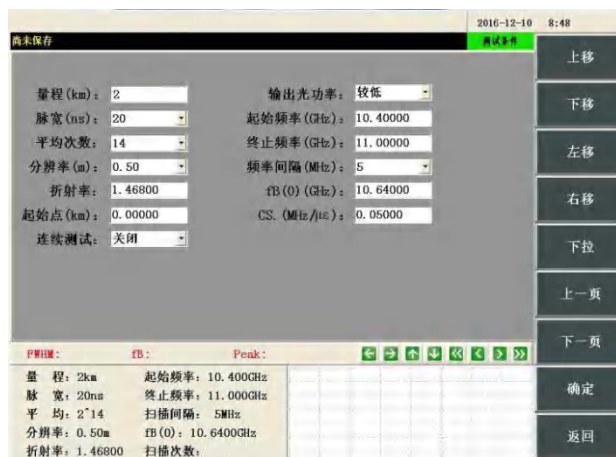 2016-12-10 8:48
尚未保存 测试条件
量程(km): 2 输出光功率: 较低
脉宽(ns): 20 起始频率(GHz): 10.40000
平均次数: 14 终止频率(GHz): 11.00000
分辨率(m): 0.50 频率间隔(MHz): 5
折射率: 1.46800 fB(0)(GHz): 10.64000
起始点(km): 0.00000 CS.(MHz/με): 0.05000
连续测试: 关闭
上移
下移
左移
右移
下拉
上一页
下一页
确定
返回
FWHM: fB: Peak:
量 程: 2km 起始频率: 10.400GHz
脉 宽: 20ns 终止频率: 11.000GHz
平 均: 2^14 扫描间隔: 5MHz
分辨率: 0.50m fB(0): 10.6400GHz
折射率: 1.46800 扫描次数: